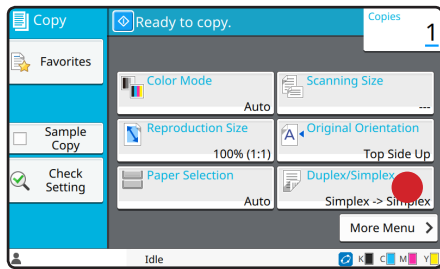 Copy
Ready to copy.
Copies
1
Favorites
Color Mode
Auto
Scanning Size
---
Sample
Copy
Reproduction Size
100% (1:1)
Original Orientation
Top Side Up
Check
Setting
Paper Selection
Auto
Duplex/Simplex
Simplex -> Simplex
More Menu
Idle
K C M Y